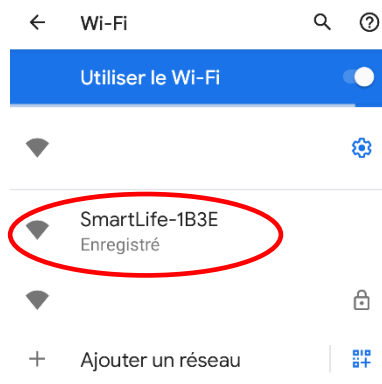 Wi-Fi
Utiliser le Wi-Fi
SmartLife-1B3E
Enregistré
Ajouter un réseau